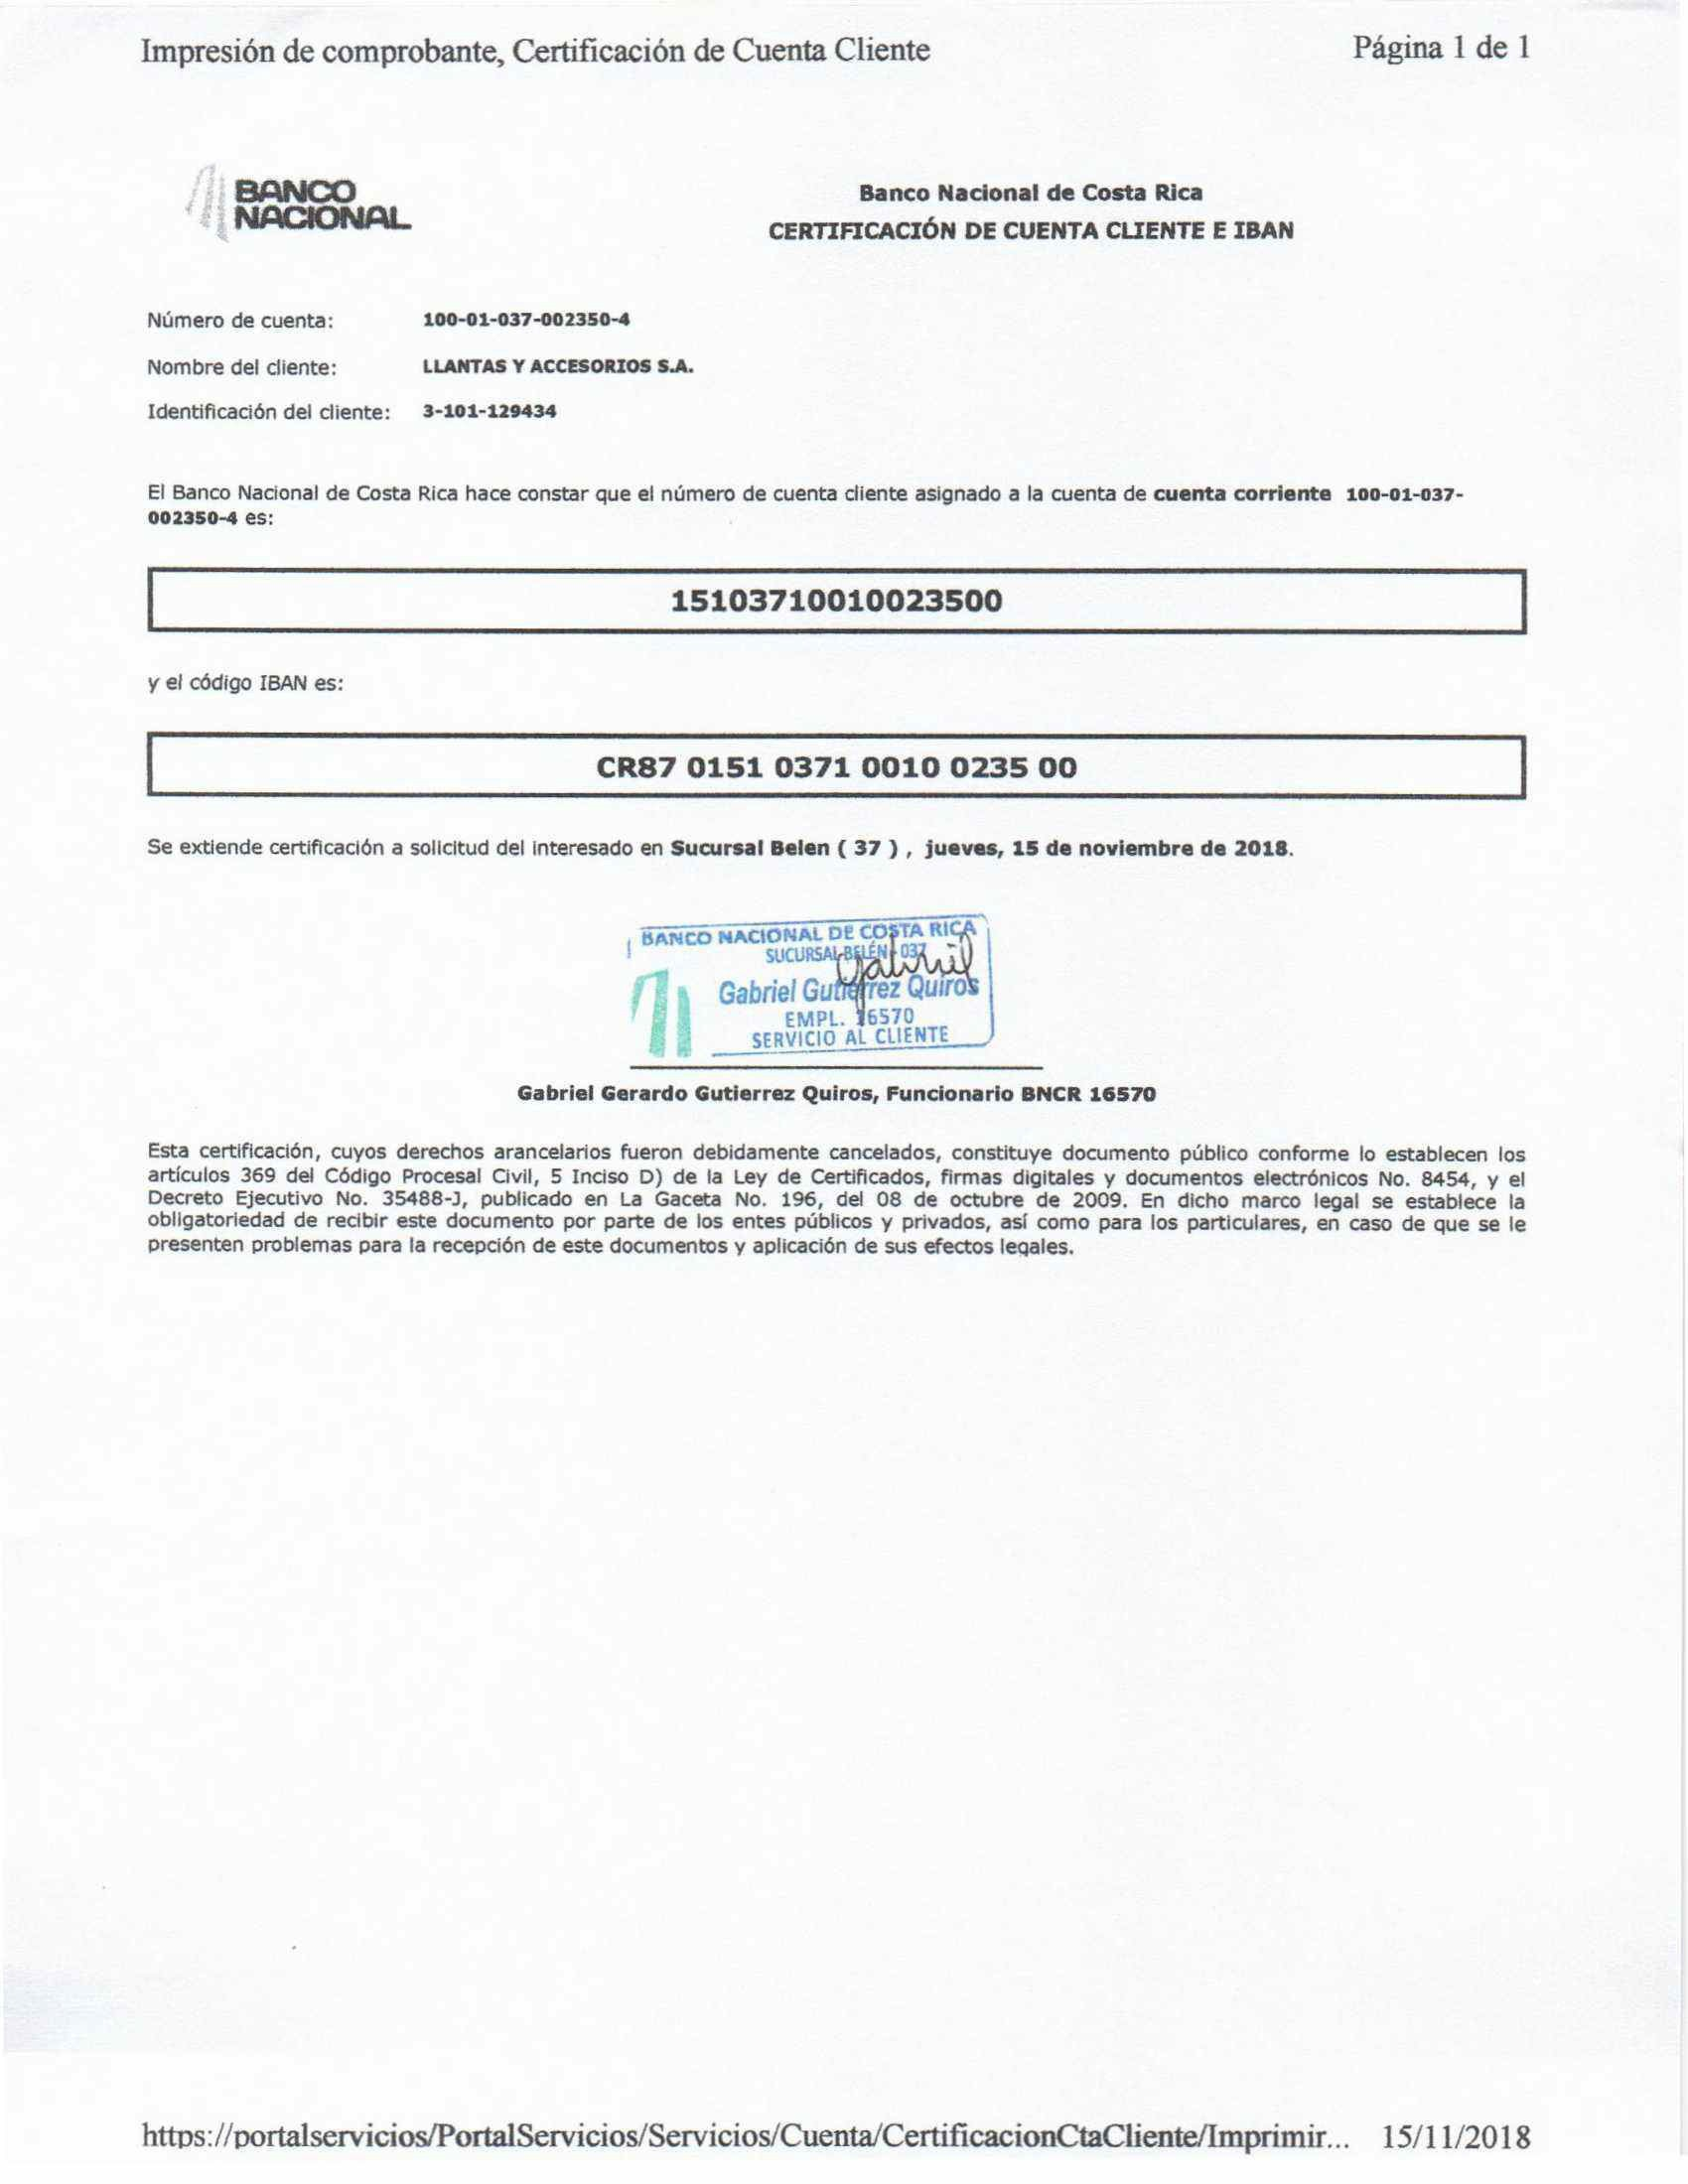 Impresión de comprobante, Certificación de Cuenta Cliente Página 1 de 1
BANCO
NACIONAL
Banco Nacional de Costa Rica
CERTIFICACIÓN DE CUENTA CLIENTE E IBAN
Número de cuenta: 100-01-037-002350-4
Nombre del cliente: LLANTAS Y ACCESORIOS S.A.
Identificación del cliente: 3-101-129434
El Banco Nacional de Costa Rica hace constar que el número de cuenta cliente asignado a la cuenta de cuenta corriente 100-01-037-
002350-4 es:
15103710010023500
y el código IBAN es:
CR87 0151 0371 0010 0235 00
Se extiende certificación a solicitud del interesado en Sucursal Belen ( 37 ) , jueves, 15 de noviembre de 2018.
BANCO NACIONAL DE COSTA RICA
SUCURSAL BELÉN 037
Gabriel
Gabriel Gutierrez Quiros
EMPL. 16570
SERVICIO AL CLIENTE
Gabriel Gerardo Gutierrez Quiros, Funcionario BNCR 16570
Esta certificación, cuyos derechos arancelarios fueron debidamente cancelados, constituye documento público conforme lo establecen los
artículos 369 del Código Procesal Civil, 5 Inciso D) de la Ley de Certificados, firmas digitales y documentos electrónicos No. 8454, y el
Decreto Ejecutivo No. 35488-J, publicado en La Gaceta No. 196, del 08 de octubre de 2009. En dicho marco legal se establece la
obligatoriedad de recibir este documento por parte de los entes públicos y privados, así como para los particulares, en caso de que se le
presenten problemas para la recepción de este documentos y aplicación de sus efectos legales.
https://portalservicios/PortalServicios/Servicios/Cuenta/CertificacionCtaCliente/Imprimir... 15/11/2018